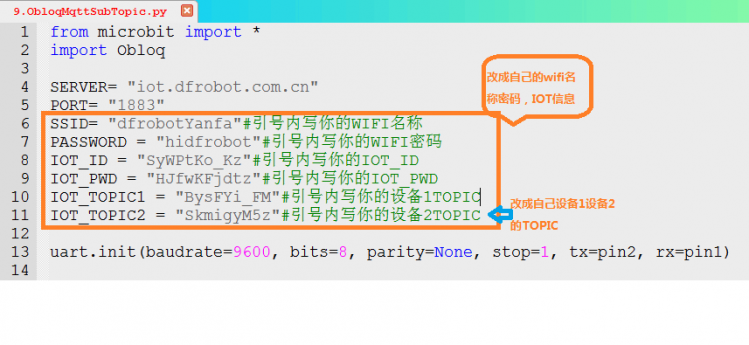 9.ObloqMqttSubTopic.py
1 from microbit import *
2 import Obloq
3
4 SERVER= "iot.dfrobot.com.cn"
5 PORT= "1883"
6 SSID= "dfrobotYanfa"#引号内写你的WIFI名称
7 PASSWORD = "hidfrobot"#引号内写你的WIFI密码
8 IOT_ID = "SyWPtKo_Kz"#引号内写你的IOT_ID
9 IOT_PWD = "HJfwKFjdtz"#引号内写你的IOT_PWD
10 IOT_TOPIC1 = "BysFYi_FM"#引号内写你的设备1TOPIC
11 IOT_TOPIC2 = "SkmigyM5z"#引号内写你的设备2TOPIC
12
13 uart.init(baudrate=9600, bits=8, parity=None, stop=1, tx=pin2, rx=pin1)
14
改成自己的wifi名
称密码，IOT信息
改成自己设备1设备2
的TOPIC